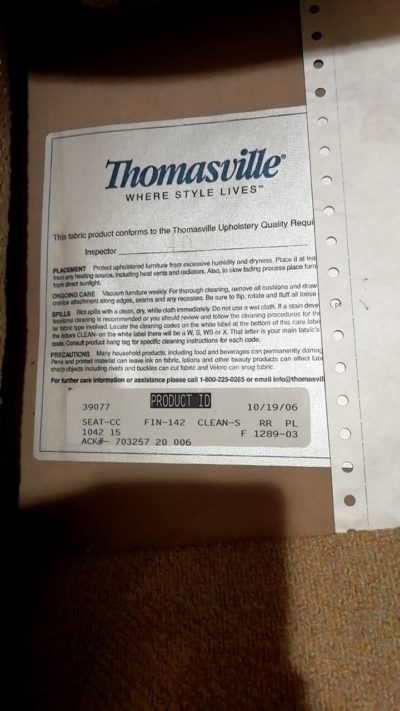 Thomasville®
WHERE STYLE LIVES™
This fabric product conforms to the Thomasville Upholstery Quality Requi
Inspector
PLACEMENT Protect upholstered furniture from excessive humidity and dryness. Place it at
from any heating source, including heat vents and radiators. Also, to slow fading process place furn
from direct sunlight.
ONGOING CARE Vacuum furniture weekly. For thorough cleaning, remove all cushions and draw
crevice attachment along edges, seams and any recesses. Be sure to flip, rotate and fluff all loose
SPILLS Blot spills with a clean, dry, white cloth immediately. Do not use a wet cloth. If a stain deve
fessional cleaning is recommended or you should review and follow the cleaning procedures for the
lar fabric type involved. Locate the cleaning codes on the white label at the bottom of this care label
the letters CLEAN- on the white label there will be a W, S, WS or X. That letter is your main fabric's
code. Consult product hang tag for specific cleaning instructions for each code.
PRECAUTIONS Many household products, including food and beverages can permanently damag
Pens and printed material can leave ink on fabric, lotions and other beauty products can affect fab
sharp objects including rivets and buckles can cut fabric and Velcro can snag fabric.
For further care information or assistance please call 1-800-225-0265 or email info@thomasvill
PRODUCT ID
39077 10/19/06
SEAT-CC FIN-142 CLEAN-S RR PL
1042 15 F 1289-03
ACK#- 703257 20 006